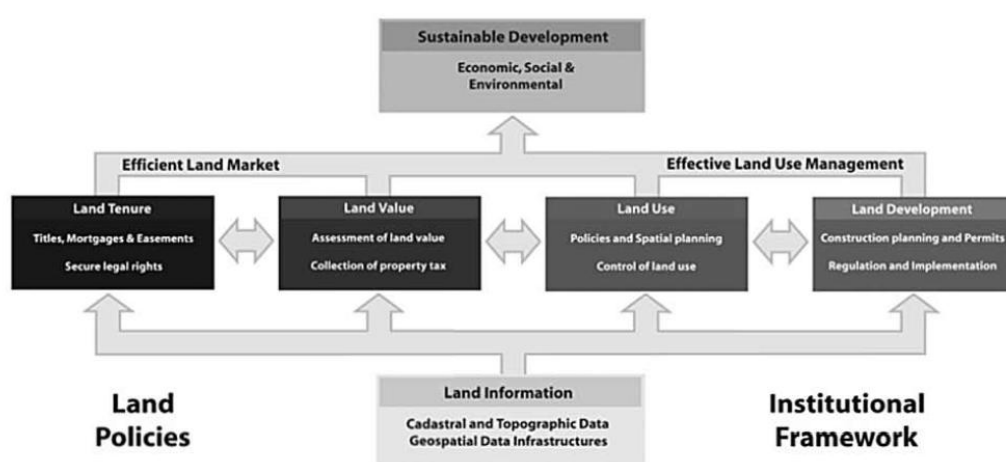 Sustainable Development
Economic, Social &
Environmental
Efficient Land Market
Effective Land Use Management
Land Tenure
Titles, Mortgages & Easements
Secure legal rights
Land Value
Assessment of land value
Collection of property tax
Land Use
Policies and Spatial planning
Control of land use
Land Development
Construction planning and Permits
Regulation and Implementation
Land
Policies
Land Information
Cadastral and Topographic Data
Geospatial Data Infrastructures
Institutional
Framework